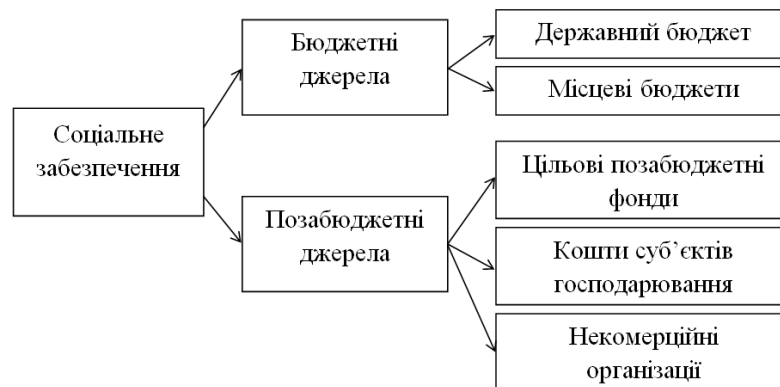 Соціальне
забезпечення
Бюджетні
джерела
Державний бюджет
Місцеві бюджети
Позабюджетні
джерела
Цільові позабюджетні
фонди
Кошти суб’єктів
господарювання
Некомерційні
організації